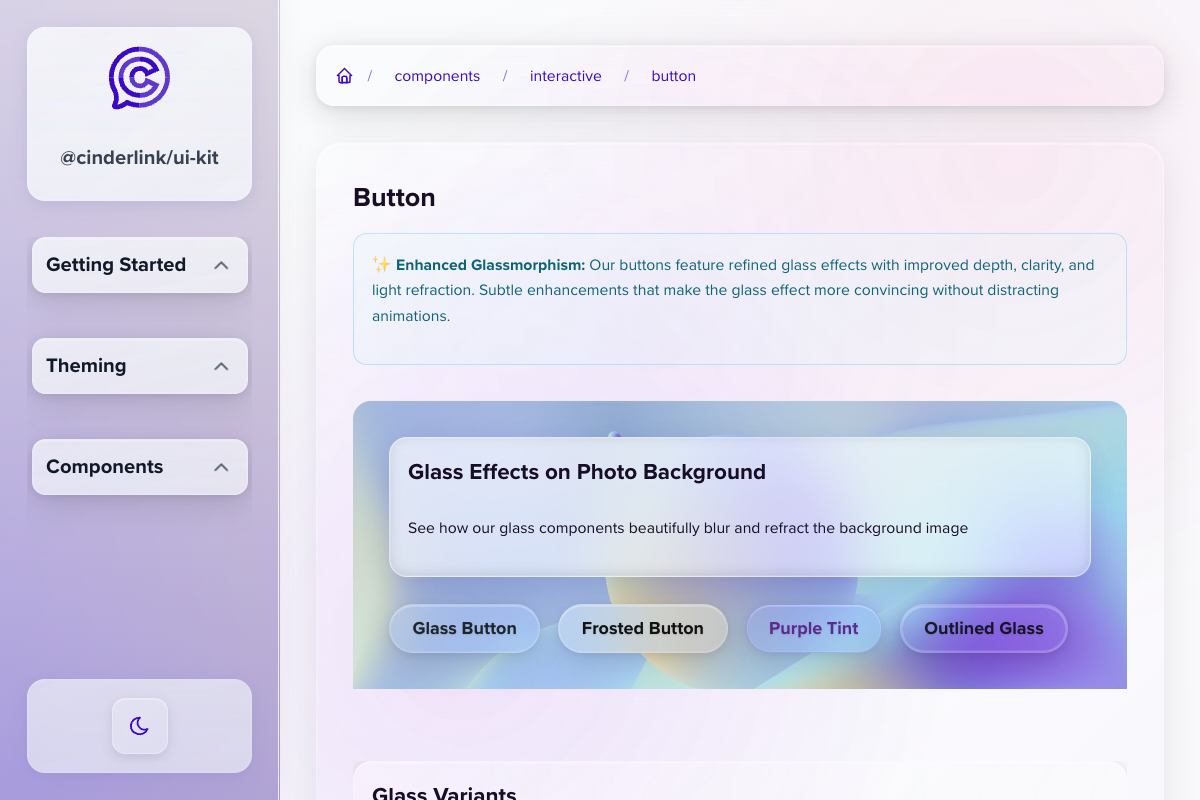 @cinderlink/ui-kit
Getting Started
Theming
Components
/ components / interactive / button
Button
✨ Enhanced Glassmorphism: Our buttons feature refined glass effects with improved depth, clarity, and
light refraction. Subtle enhancements that make the glass effect more convincing without distracting
animations.
Glass Effects on Photo Background
See how our glass components beautifully blur and refract the background image
Glass Button
Frosted Button
Purple Tint
Outlined Glass
Glass Variants